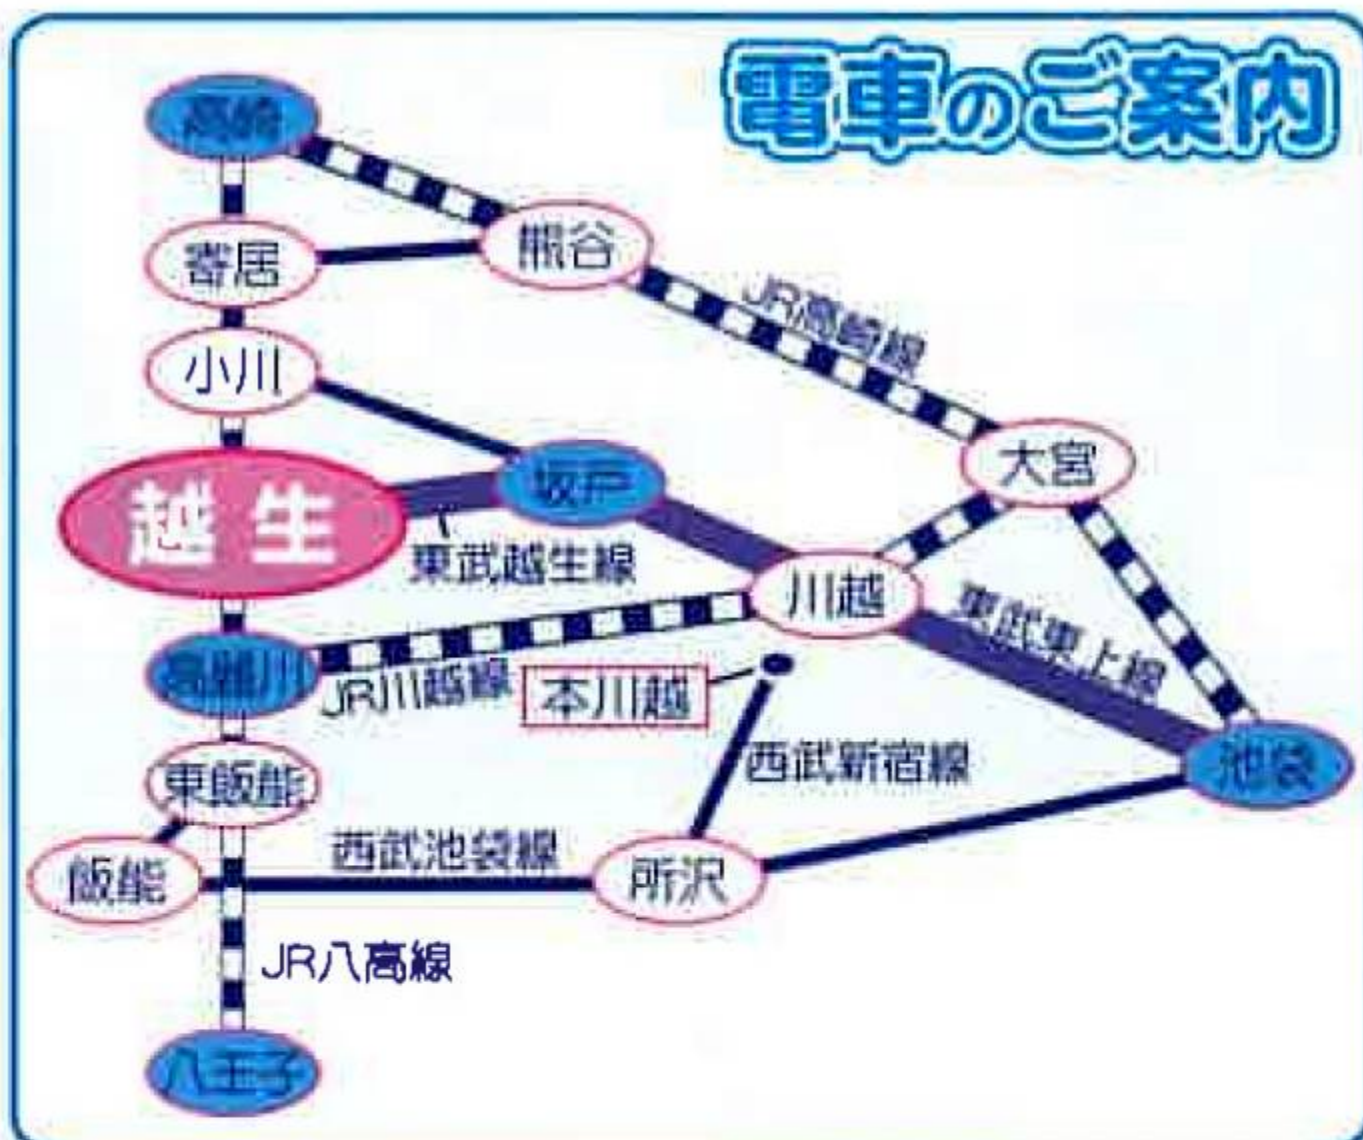 電車のご案内
高崎
寄居
熊谷
JR高崎線
小川
大宮
越生
坂戸
東武越生線
川越
東武東上線
高麗川
JR川越線
本川越
西武新宿線
池袋
東飯能
飯能
西武池袋線
所沢
JR八高線
八王子